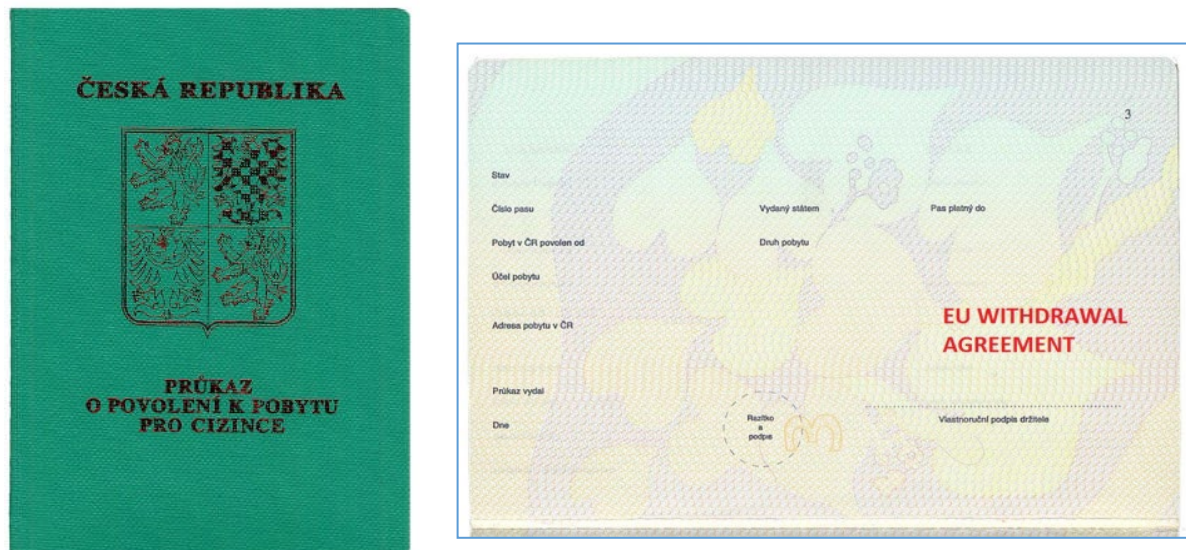 ČESKÁ REPUBLIKA
PRŮKAZ
O POVOLENÍ K POBYTU
PRO CIZINCE
3
Stav
Číslo pasu
Vydaný státem
Pas platný do
Pobyt v ČR povolen od
Druh pobytu
Účel pobytu
EU WITHDRAWAL
AGREEMENT
Adresa pobytu v ČR
Průkaz vydal
Dne
Razítko
a
podpis
Vlastnoruční podpis držitele